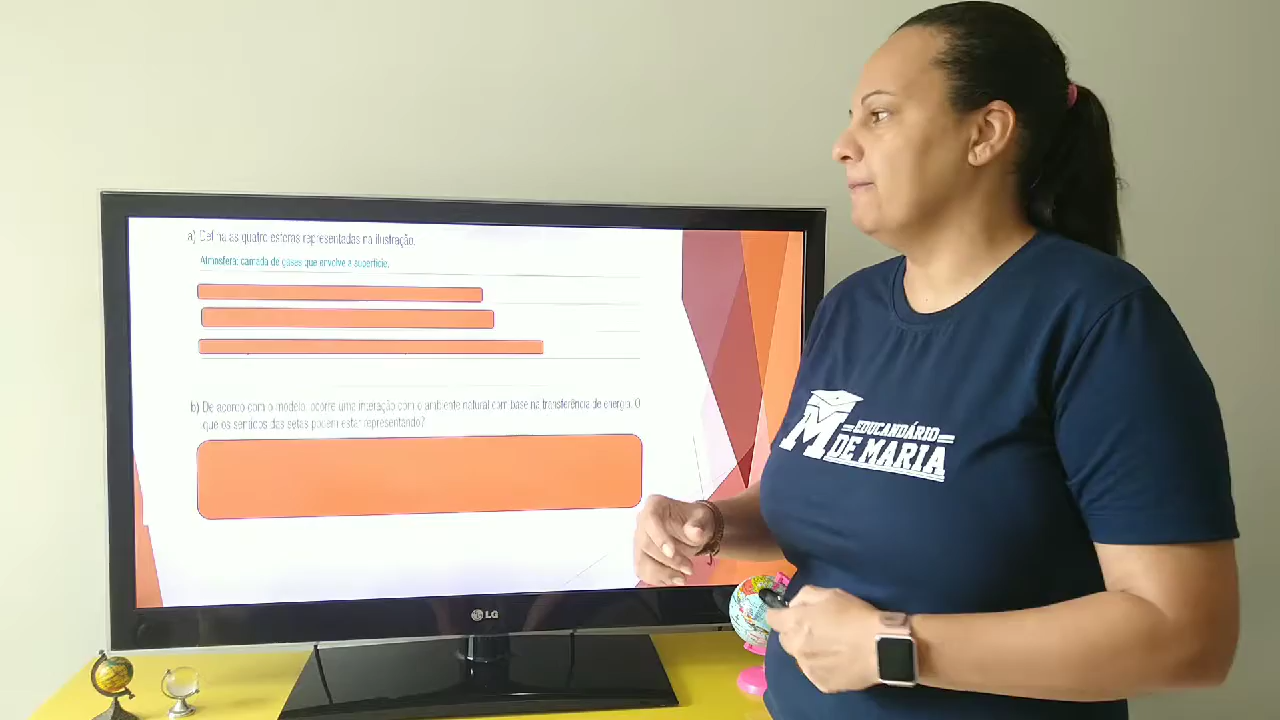 a) Defina as quatro esferas representadas na ilustração.
Atmosfera: camada de gases que envolve a superfície.
b) De acordo com o modelo, ocorre uma interação com o ambiente natural com base na transferência de energia. O
que os sentidos das setas podem estar representando?
LG
M
EDUCANDÁRIO
DE MARIA